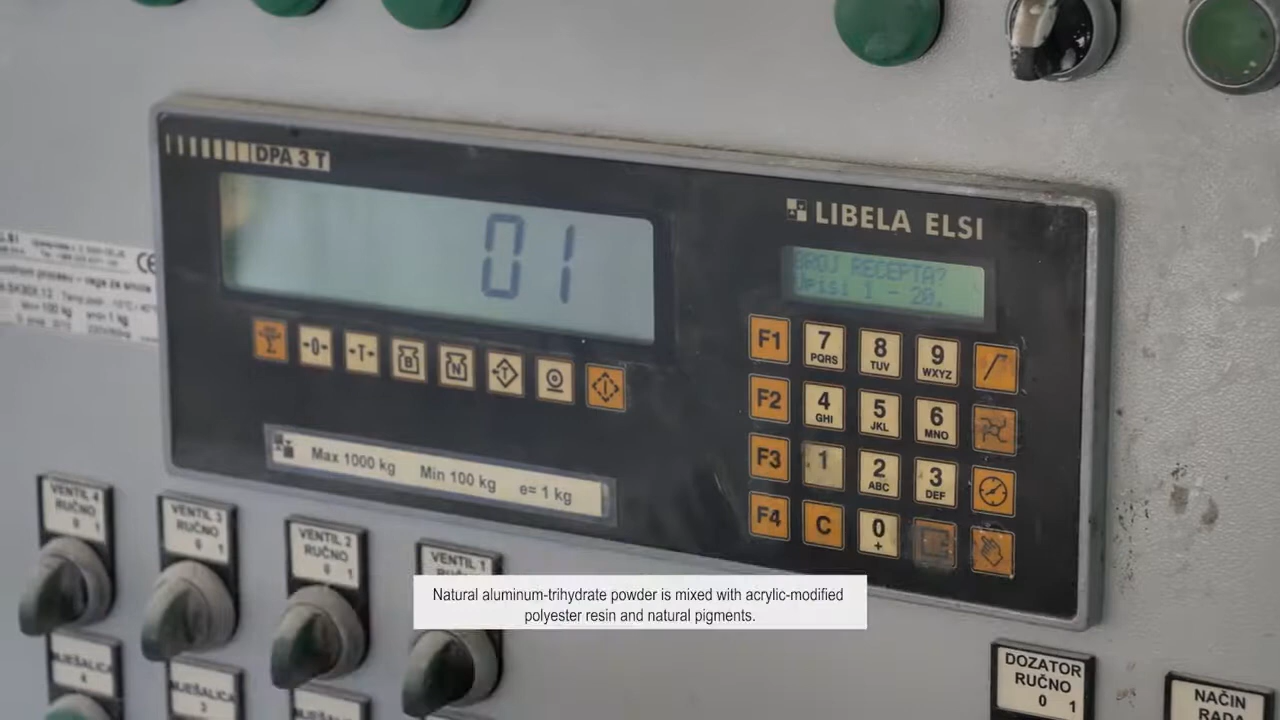 DPA 3 T
01
LIBELA ELSI
BROJ RECEPTA?
Upisi 1 - 20.
F1
7
PQRS
8
TUV
9
WXYZ
F2
4
GHI
5
JKL
6
MNO
F3
1
2
ABC
3
DEF
F4
C
0
+
→0←
→T←
B
N
T
Max 1000 kg Min 100 kg e= 1 kg
VENTIL 4
RUČNO
0 1
VENTIL 3
RUČNO
0 1
VENTIL 2
RUČNO
0 1
VENTIL 1
Natural aluminum-trihydrate powder is mixed with acrylic-modified
polyester resin and natural pigments.
MJEŠALICA
4
MJEŠALICA
3
DOZATOR
RUČNO
0 1
NAČIN
RADA